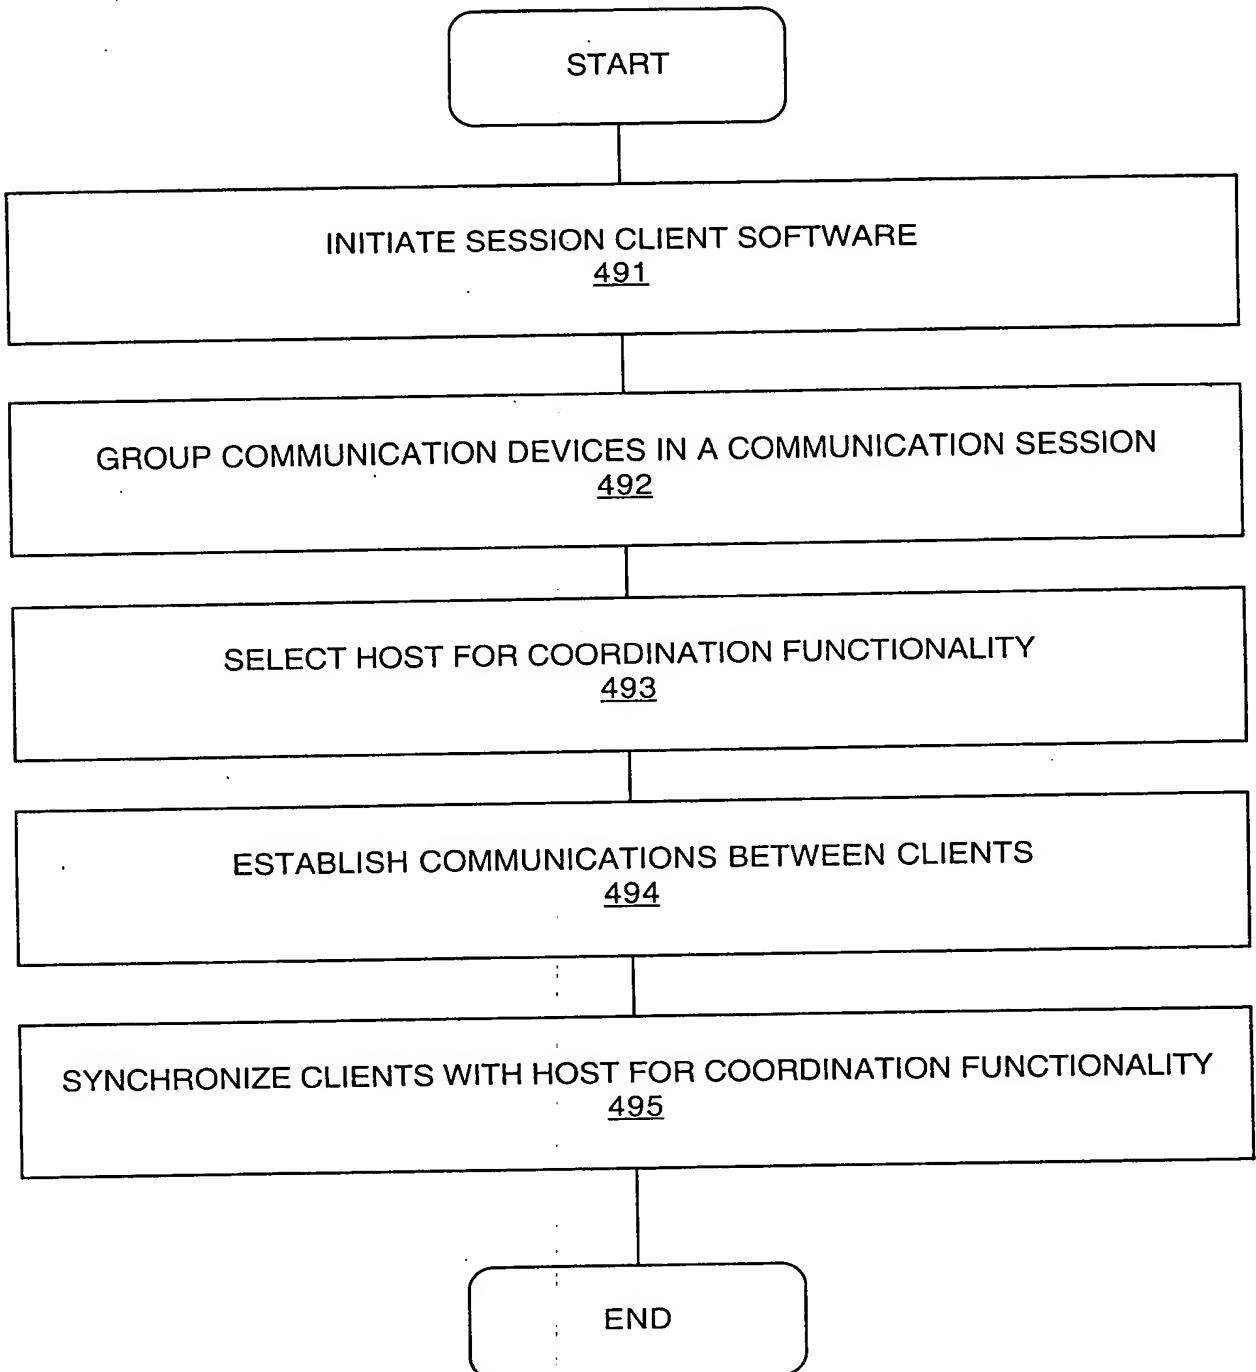 START
INITIATE SESSION CLIENT SOFTWARE
491
GROUP COMMUNICATION DEVICES IN A COMMUNICATION SESSION
492
SELECT HOST FOR COORDINATION FUNCTIONALITY
493
ESTABLISH COMMUNICATIONS BETWEEN CLIENTS
494
SYNCHRONIZE CLIENTS WITH HOST FOR COORDINATION FUNCTIONALITY
495
END